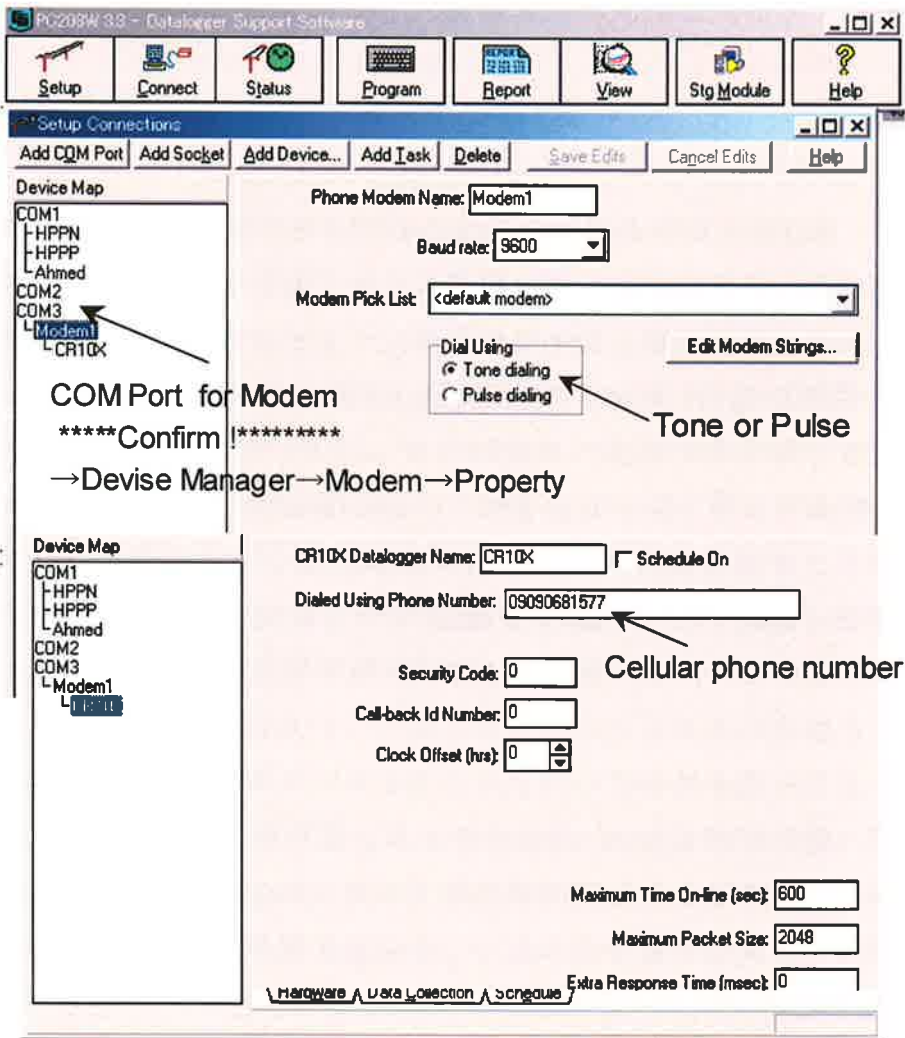 PC208W 3.3 - Datalogger Support Software
Setup
Connect
Status
Program
Report
View
Stg Module
Help
Setup Connections
Add COM Port
Add Socket
Add Device...
Add Task
Delete
Save Edits
Cancel Edits
Help
Device Map
COM1
HPPN
HPPP
Ahmed
COM2
COM3
Modem1
CR10X
Phone Modem Name: Modem1
Baud rate: 9600
Modem Pick List: <default modem>
Dial Using
Tone dialing
Pulse dialing
Edit Modem Strings...
COM Port for Modem
*****Confirm !*********
→Devise Manager→Modem→Property
Tone or Pulse
Device Map
COM1
HPPN
HPPP
Ahmed
COM2
COM3
Modem1
CR10X Datalogger Name: CR10X
Schedule On
Dialed Using Phone Number: 09090681577
Cellular phone number
Security Code: 0
Call-back Id Number: 0
Clock Offset (hrs): 0
Maximum Time On-line (sec): 600
Maximum Packet Size: 2048
Extra Response Time (msec): 0
Hardware
Data Collection
Schedule